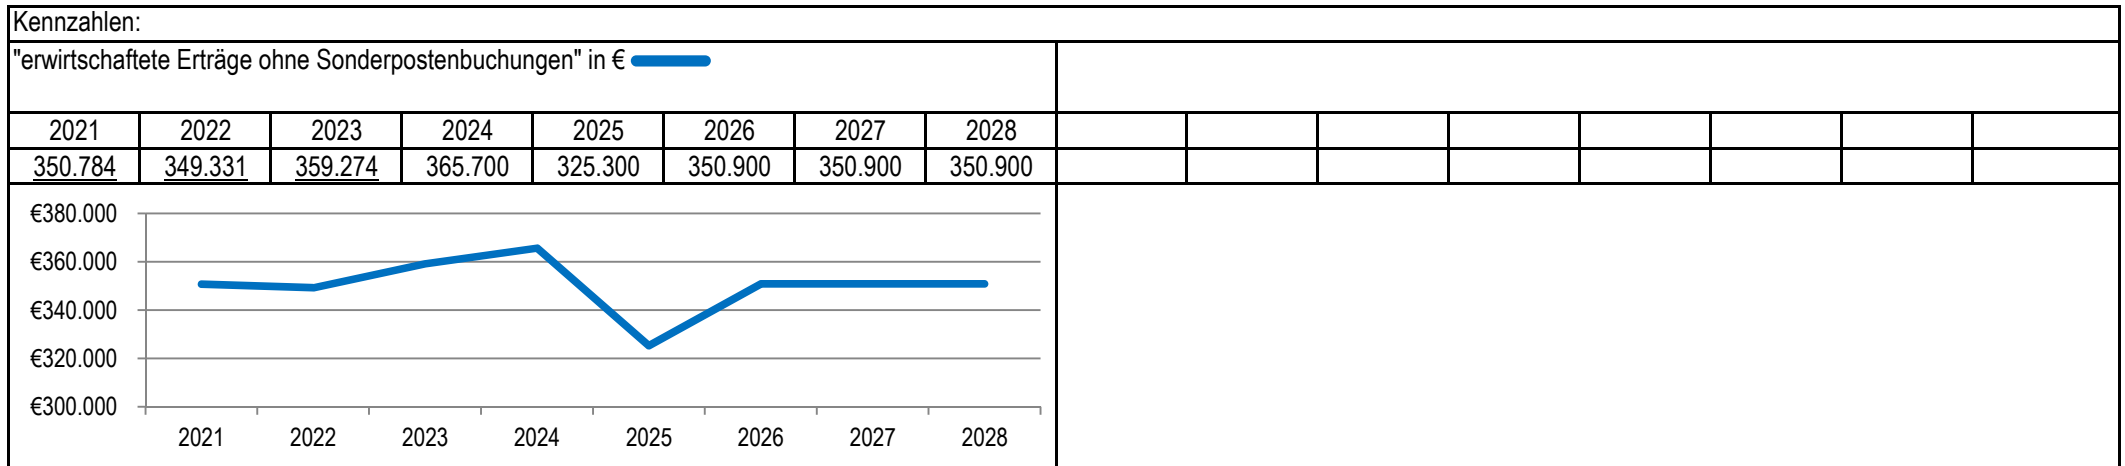 Kennzahlen:
"erwirtschaftete Erträge ohne Sonderpostenbuchungen" in €
2021 2022 2023 2024 2025 2026 2027 2028
350.784 349.331 359.274 365.700 325.300 350.900 350.900 350.900
€380.000
€360.000
€340.000
€320.000
€300.000
2021 2022 2023 2024 2025 2026 2027 2028